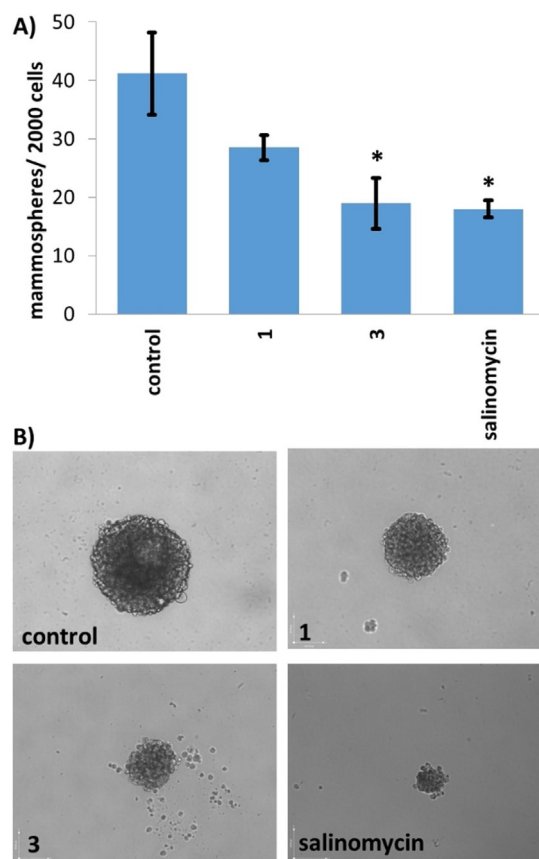 A)
50
40
30
20
10
0
mammospheres/ 2000 cells
*
*
control
1
3
salinomycin
B)
control
1
3
salinomycin